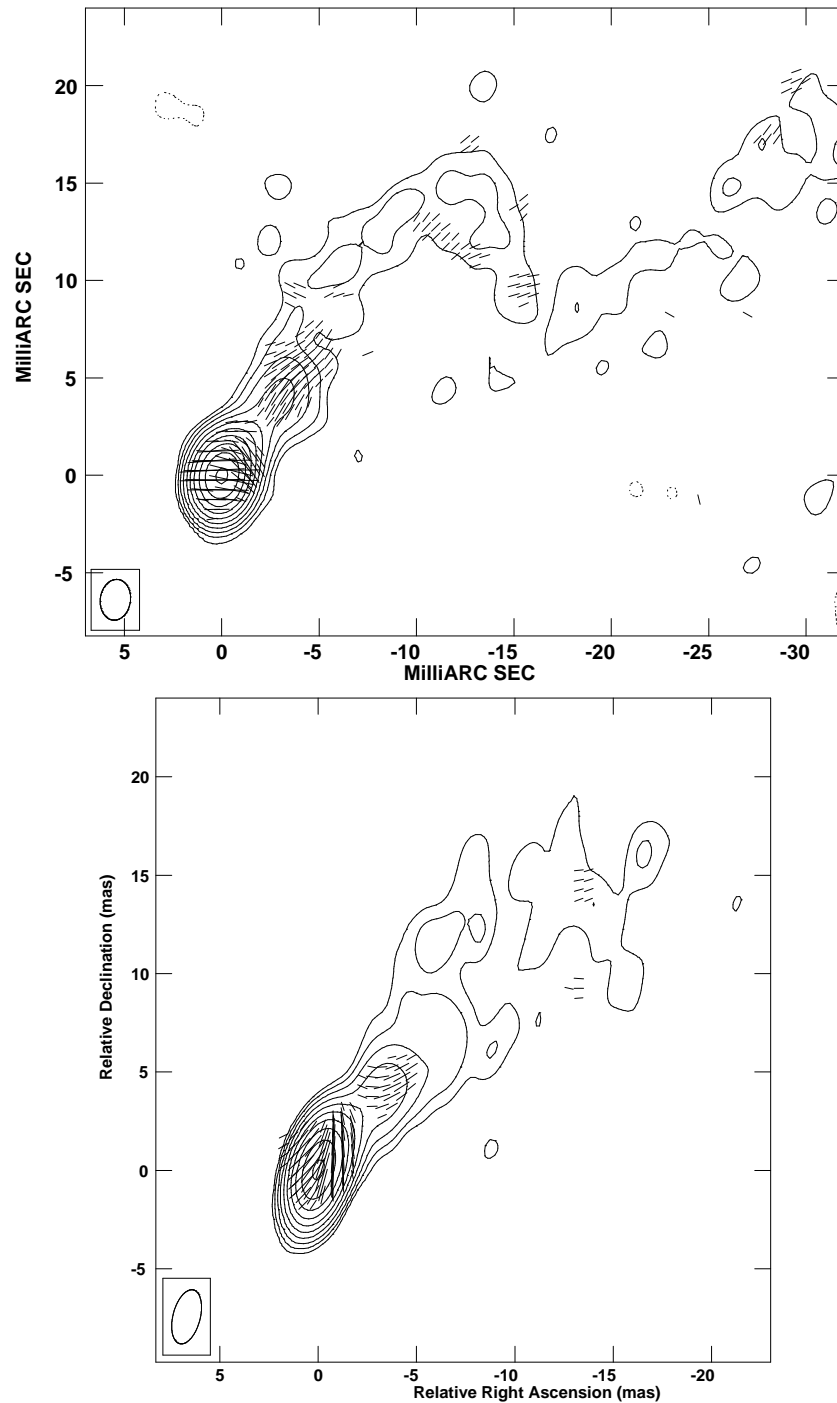 20
15
10
5
0
-5
MilliARC SEC
5 0 -5 -10 -15 -20 -25 -30
MilliARC SEC
20
15
10
5
0
-5
Relative Declination (mas)
5 0 -5 -10 -15 -20
Relative Right Ascension (mas)